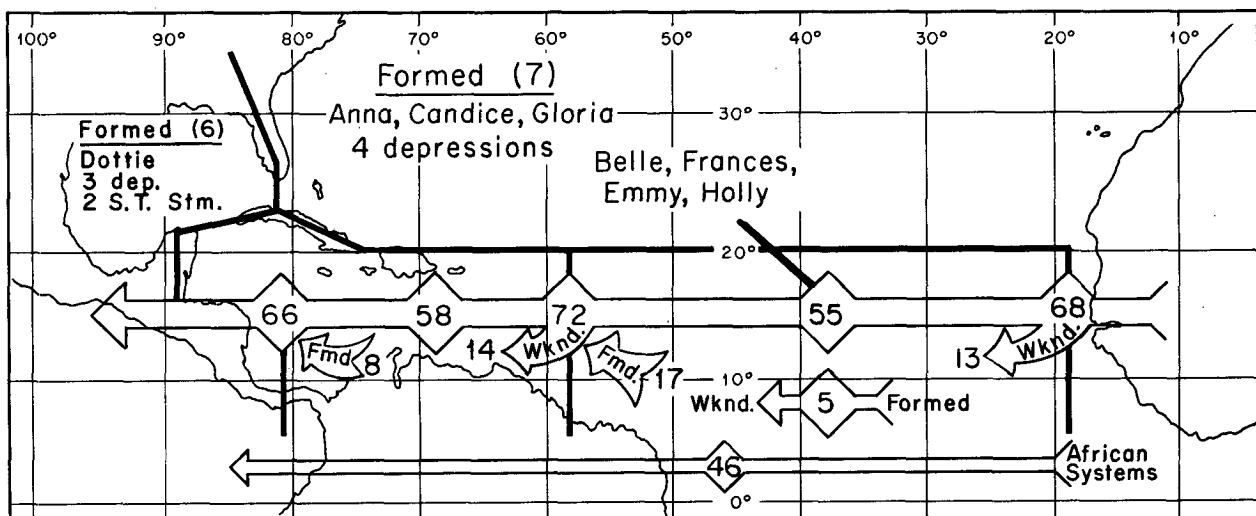 100° 90° 80° 70° 60° 50° 40° 30° 20° 10°
Formed (7)
Anna, Candice, Gloria
4 depressions
30°
Formed (6)
Dottie
3 dep.
2 S.T. Stm.
Belle, Frances,
Emmy, Holly
20°
66 58 72 55 68
Fmd. 8
14 Wknd.
Fmd. 17
13 Wknd.
10°
Wknd. 5 Formed
46
African
Systems
0°